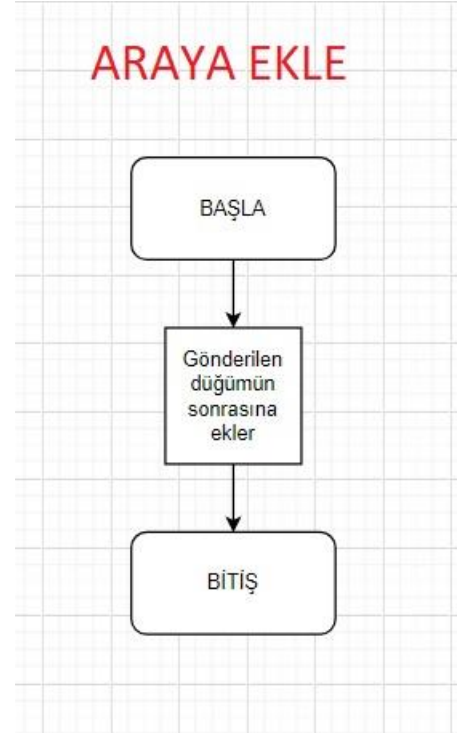 ARAYA EKLE
BAŞLA
Gönderilen
düğümün
sonrasına
ekler
BİTİŞ